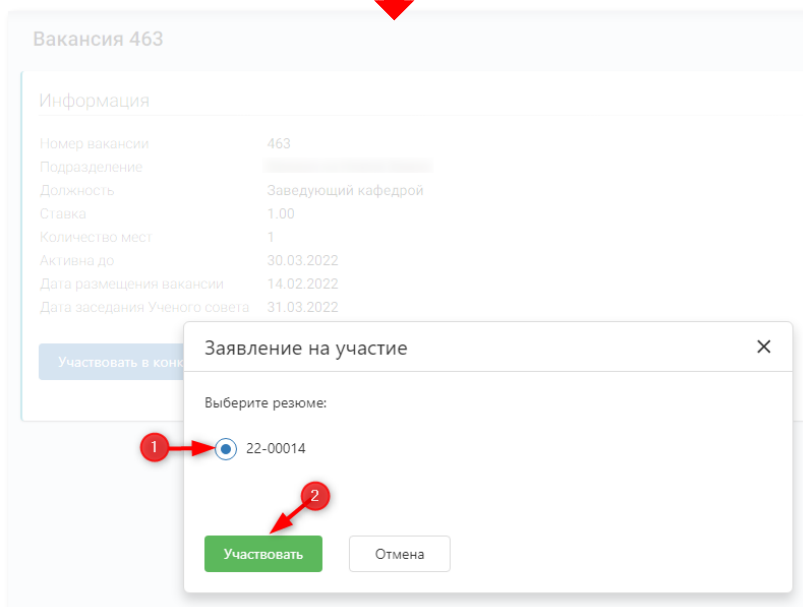 Вакансия 463
Информация
Номер вакансии 463
Подразделение
Должность Заведующий кафедрой
Ставка 1.00
Количество мест 1
Активна до 30.03.2022
Дата размещения вакансии 14.02.2022
Дата заседания Ученого совета 31.03.2022
Участвовать в конк
Заявление на участие
Выберите резюме:
1 22-00014
2
Участвовать Отмена